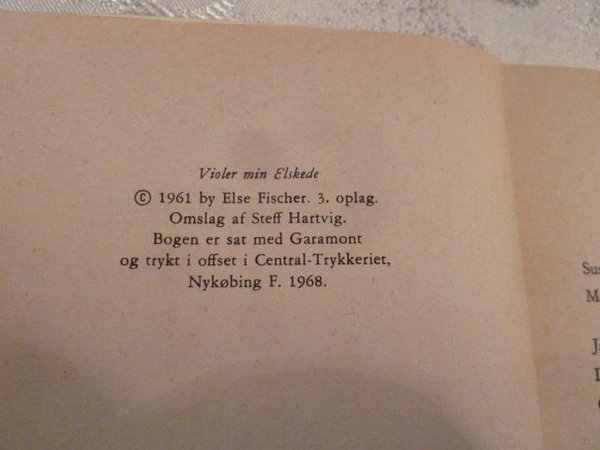 Violer min Elskede
© 1961 by Else Fischer. 3. oplag.
Omslag af Steff Hartvig.
Bogen er sat med Garamont
og trykt i offset i Central-Trykkeriet,
Nykøbing F. 1968.